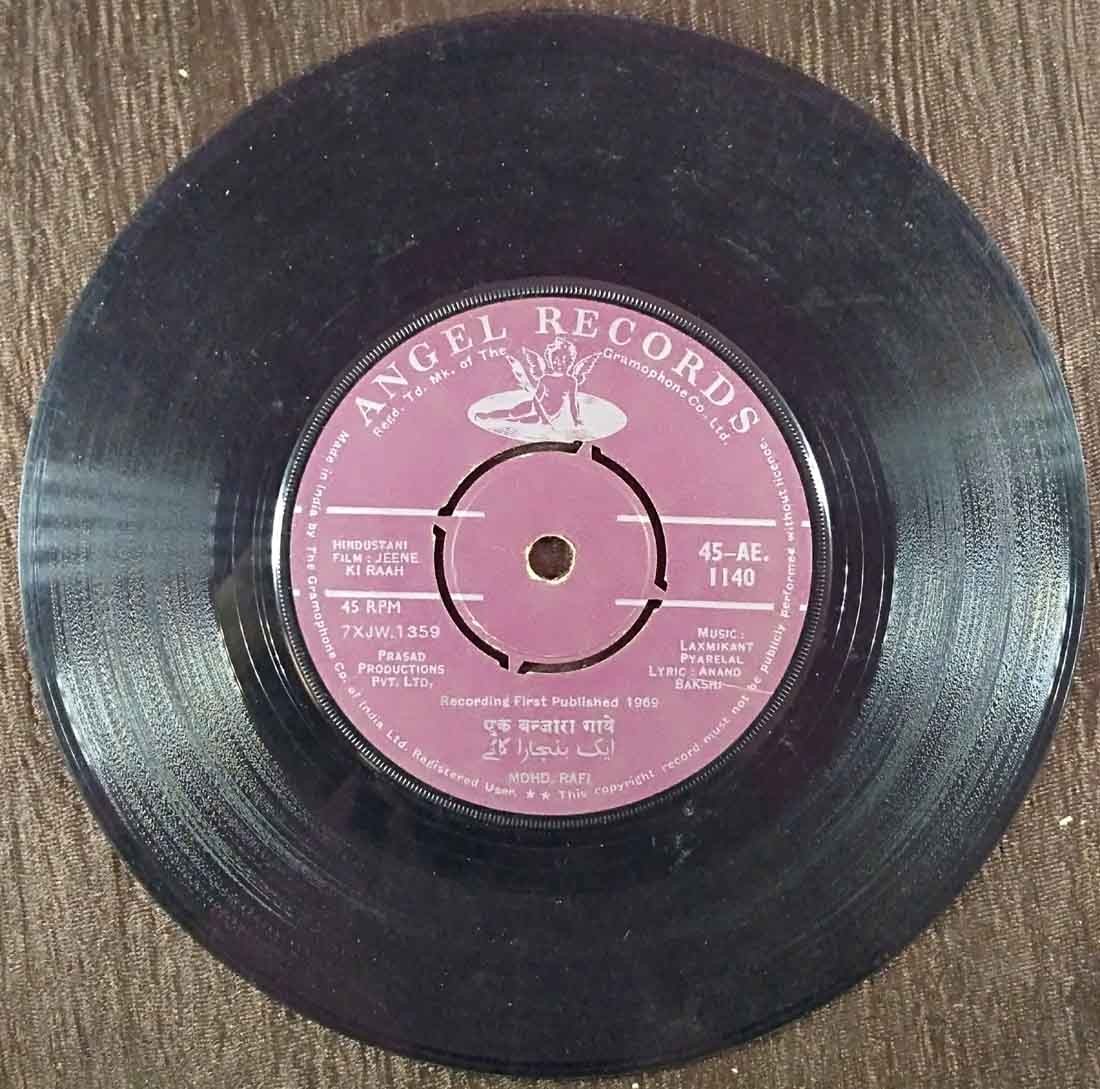 ANGEL RECORDS
Regd. Td. Mk. of The Gramophone Co., Ltd.
HINDUSTANI
FILM : JEENE
KI RAAH
45-AE.
1140
45 RPM
7XJW.1359
PRASAD
PRODUCTIONS
PVT. LTD,
MUSIC :
LAXMIKANT
PYARELAL
LYRIC : ANAND
BAKSHI
Recording First Published 1969
एक बन्जारा गाये
ایک بنجارا گائے
MOHD. RAFI
Made in India by The Gramophone Co. of India Ltd. Registered User. ★ ★ This copyright record must not be publicly performed without licence.